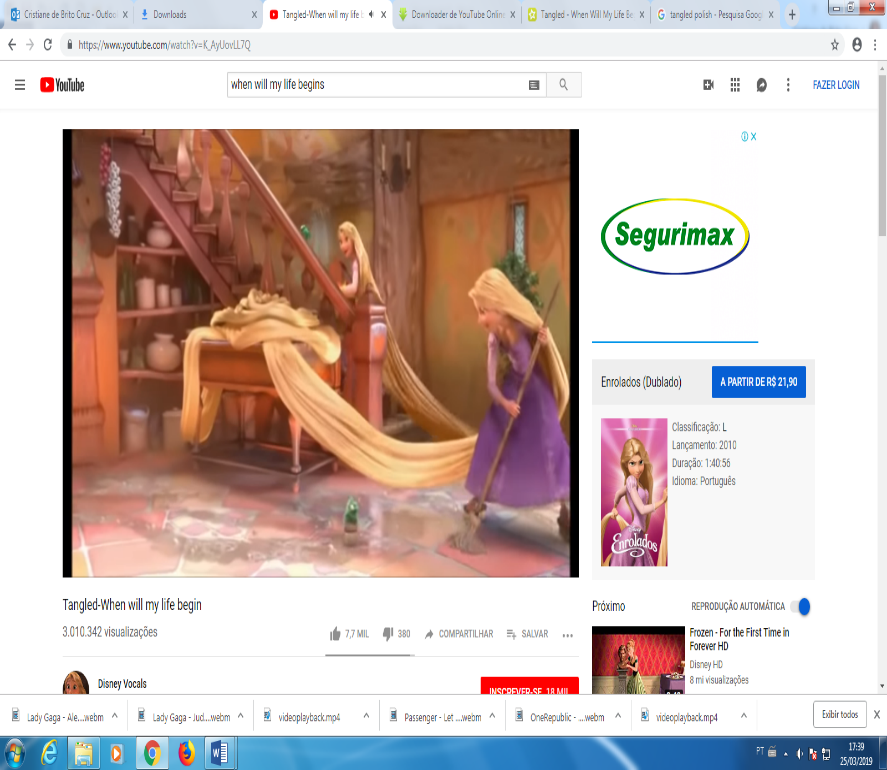 Cristiane de Brito Cruz - Outloo
Downloads
Tangled-When will my life b
Downloader de YouTube Online
Tangled - When Will My Life Be
tangled polish - Pesquisa Goog
https://www.youtube.com/watch?v=K_AyUovLL7Q
YouTube
when will my life begins
FAZER LOGIN
Segurimax
Enrolados (Dublado)
A PARTIR DE R$ 21,90
Classificação: L
Lançamento: 2010
Duração: 1:40:56
Idioma: Português
Disney
Enrolados
Tangled-When will my life begin
3.010.342 visualizações
7,7 MIL
380
COMPARTILHAR
SALVAR
Próximo
REPRODUÇÃO AUTOMÁTICA
Frozen - For the First Time in
Forever HD
Disney HD
8 mi visualizações
Disney Vocals
INSCREVER-SE 18 MIL
Lady Gaga - Ale....webm
Lady Gaga - Jud....webm
videoplayback.mp4
Passenger - Let ....webm
OneRepublic - ....webm
videoplayback.mp4
Exibir todos
PT
17:39
25/03/2019